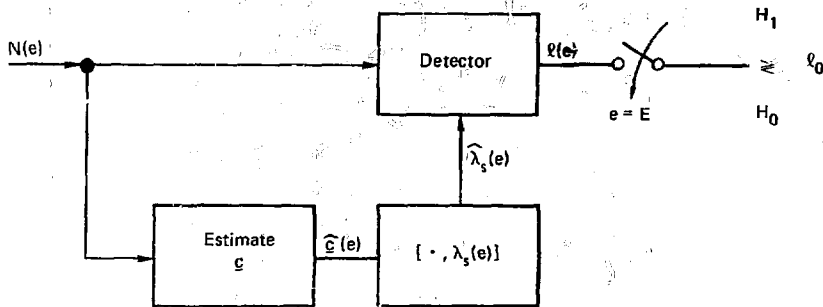 N(e)
Detector
ℓ(e)
H₁
≷ ℓ₀
H₀
e = E
λ̂ₛ(e)
Estimate
c̲
ĉ̲(e)
[ · , λₛ(e)]